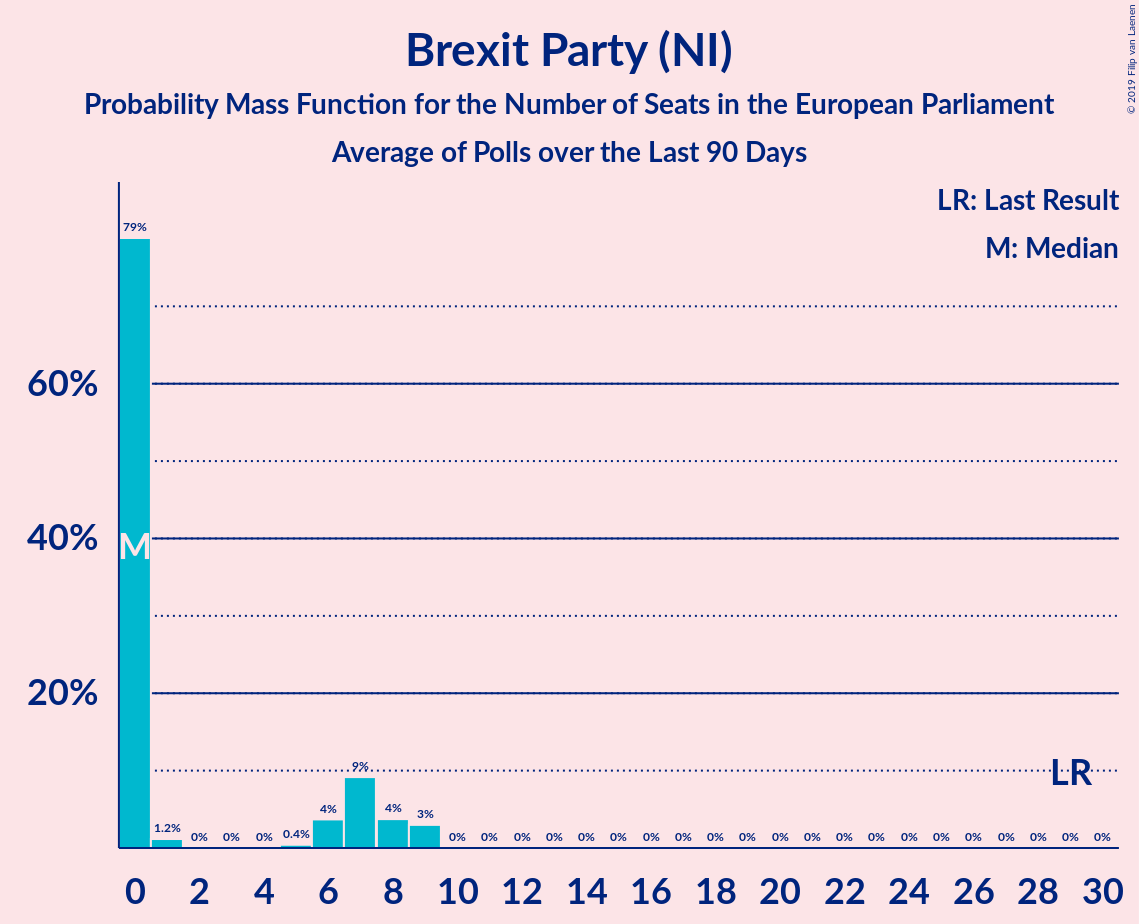 Brexit Party (NI)
Probability Mass Function for the Number of Seats in the European Parliament
Average of Polls over the Last 90 Days
© 2019 Filip van Laenen
LR: Last Result
M: Median
79%
60%
40%
M
20%
LR
1.2% 0% 0% 0% 0.4% 4% 9% 4% 3% 0% 0% 0% 0% 0% 0% 0% 0% 0% 0% 0% 0% 0% 0% 0% 0% 0% 0% 0% 0% 0%
0 2 4 6 8 10 12 14 16 18 20 22 24 26 28 30